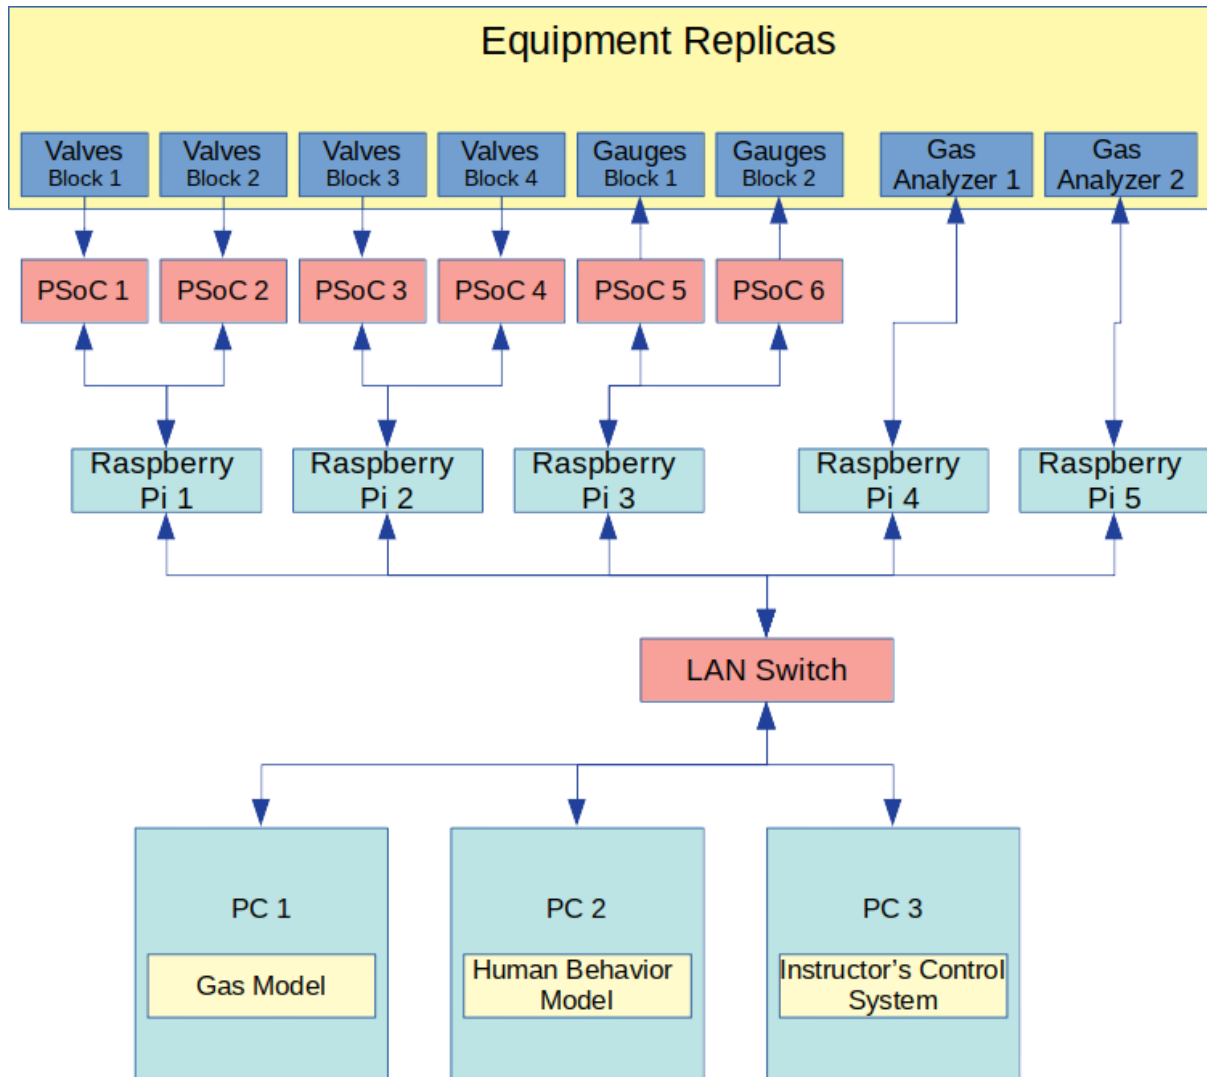 Equipment Replicas
Valves
Block 1
Valves
Block 2
Valves
Block 3
Valves
Block 4
Gauges
Block 1
Gauges
Block 2
Gas
Analyzer 1
Gas
Analyzer 2
PSoC 1
PSoC 2
PSoC 3
PSoC 4
PSoC 5
PSoC 6
Raspberry
Pi 1
Raspberry
Pi 2
Raspberry
Pi 3
Raspberry
Pi 4
Raspberry
Pi 5
LAN Switch
PC 1
Gas Model
PC 2
Human Behavior
Model
PC 3
Instructor’s Control
System